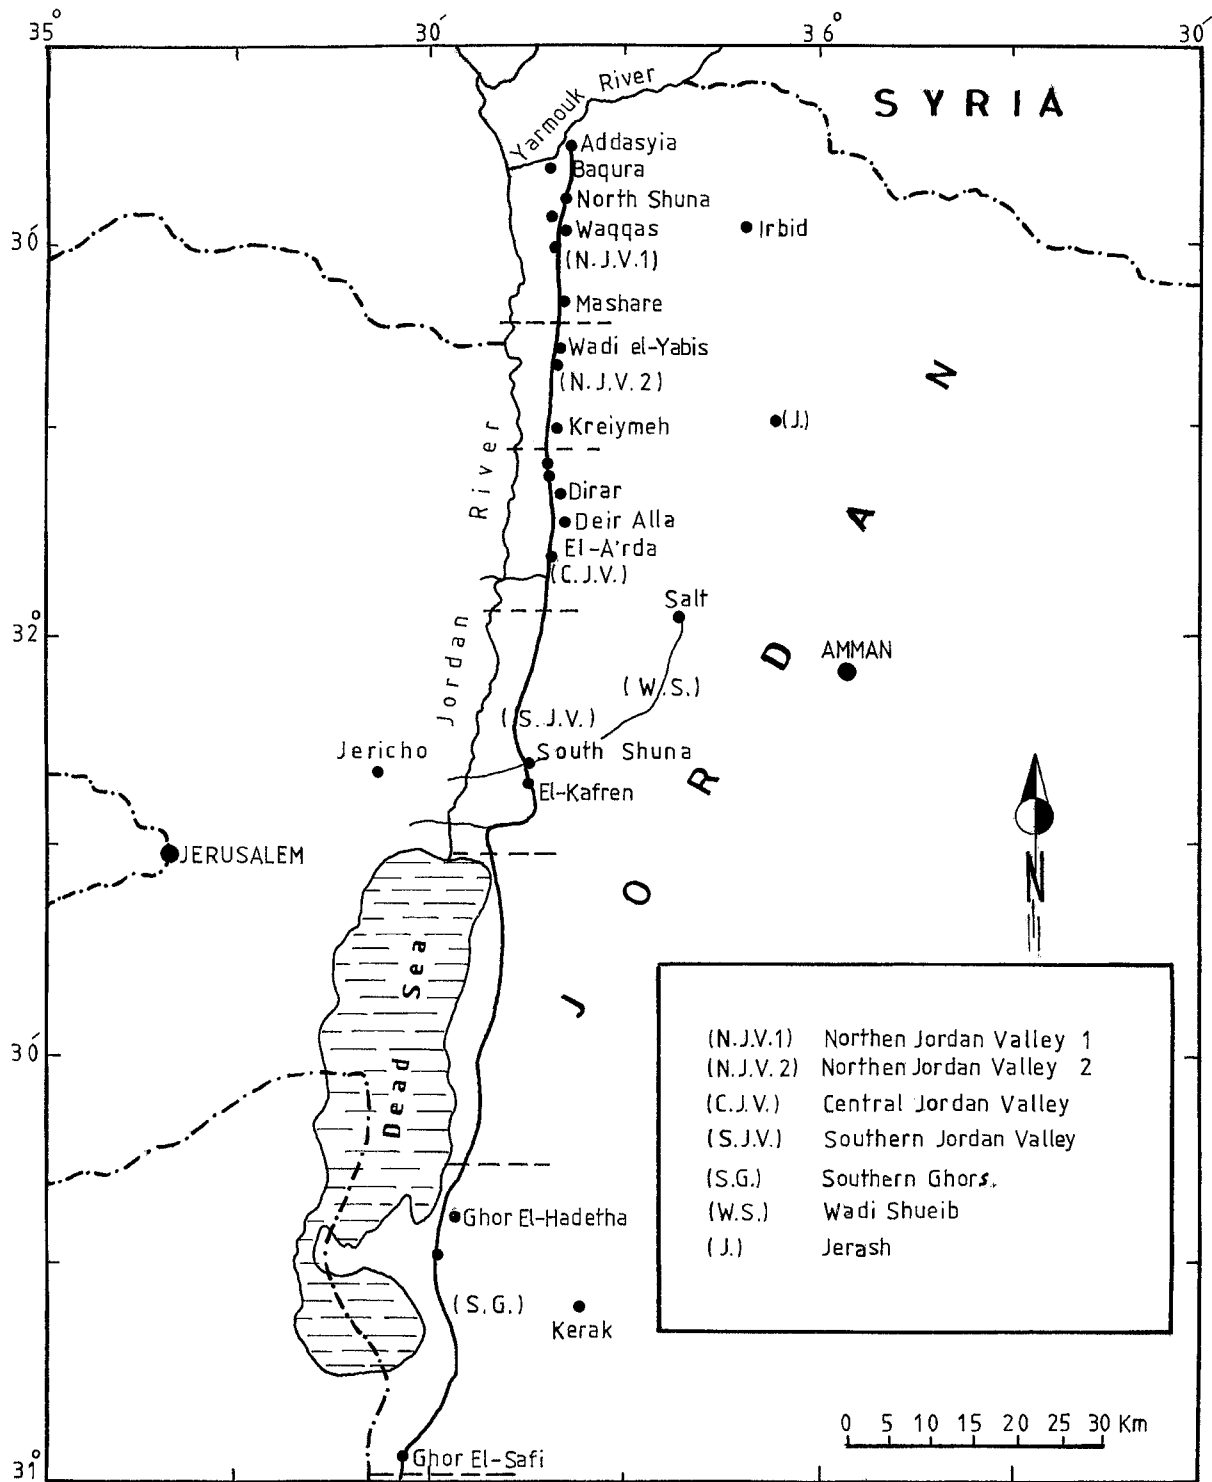 35° 30′ 36° 30′
SYRIA
Yarmouk River
Addasyia
Baqura
North Shuna
Waqqas
Irbid
30′
(N.J.V.1)
Mashare
Wadi el-Yabis
(N.J.V.2)
Kreiymeh
(J.)
Dirar
Deir Alla
El-A'rda
(C.J.V.)
Salt
32°
AMMAN
(W.S.)
(S.J.V.)
Jordan River
Jericho
South Shuna
El-Kafren
JERUSALEM
JORDAN
N
Dead Sea
30′
(N.J.V.1) Northen Jordan Valley 1
(N.J.V.2) Northen Jordan Valley 2
(C.J.V.) Central Jordan Valley
(S.J.V.) Southern Jordan Valley
(S.G.) Southern Ghors.
(W.S.) Wadi Shueib
(J.) Jerash
Ghor El-Hadetha
(S.G.)
Kerak
0 5 10 15 20 25 30 Km
31°
Ghor El-Safi